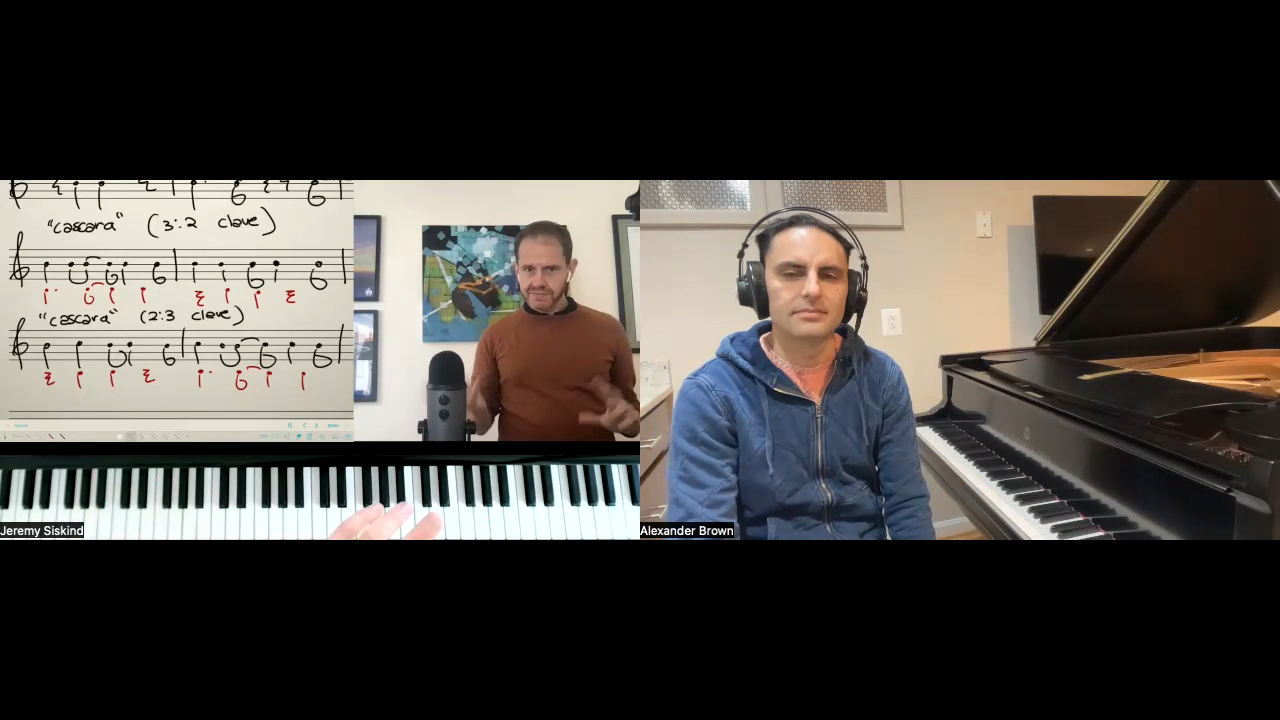 "cascara" (3:2 clave)
"cascara" (2:3 clave)
Jeremy Siskind
Alexander Brown